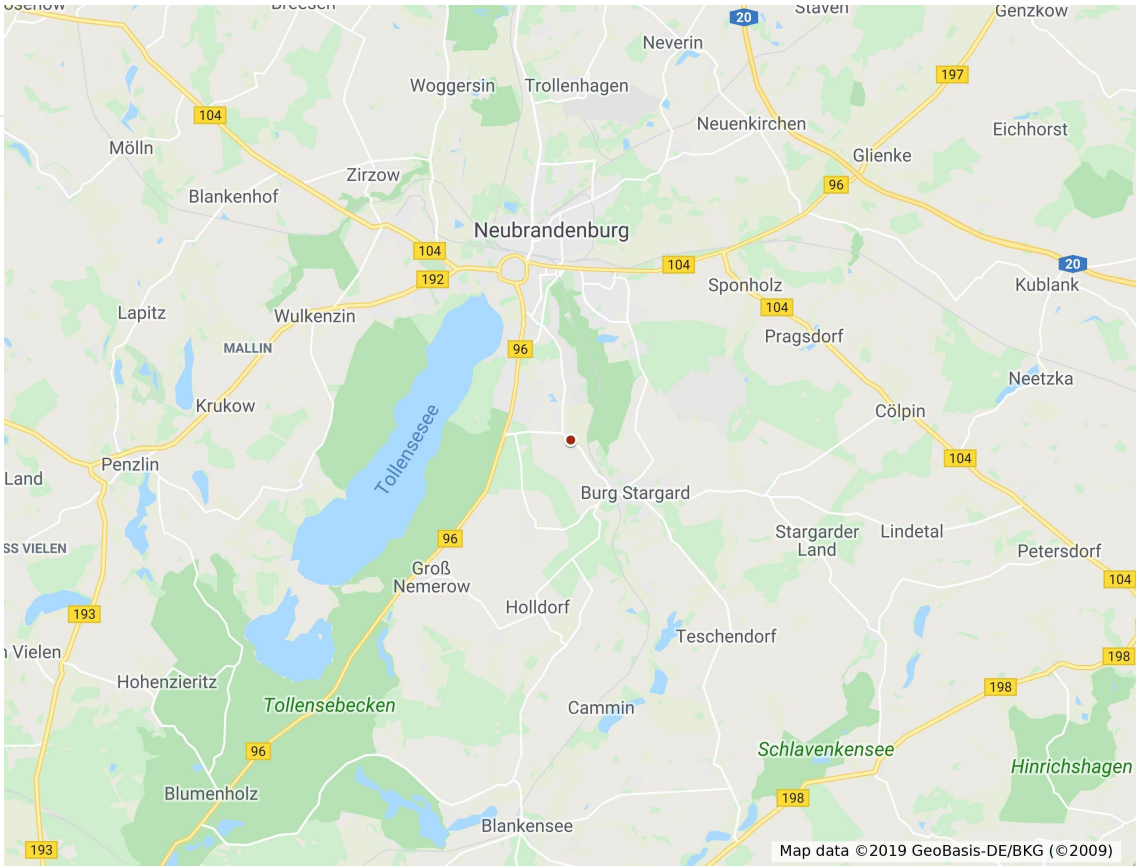 Staven
Genzkow
20
Neverin
197
Woggersin
Trollenhagen
104
Neuenkirchen
Eichhorst
Mölln
Glienke
Zirzow
96
Blankenhof
Neubrandenburg
104
104
20
192
Sponholz
Kublank
104
Lapitz
Wulkenzin
Pragsdorf
MALLIN
96
Neetzka
Krukow
Cölpin
Tollensesee
104
Penzlin
Land
Burg Stargard
Stargarder
Land
Lindetal
96
SS VIELEN
Petersdorf
Groß
Nemerow
104
Holldorf
193
Teschendorf
n Vielen
198
Hohenzieritz
198
Tollensebecken
Cammin
96
Schlavenkensee
Hinrichshagen
Blumenholz
198
Blankensee
193
Map data ©2019 GeoBasis-DE/BKG (©2009)